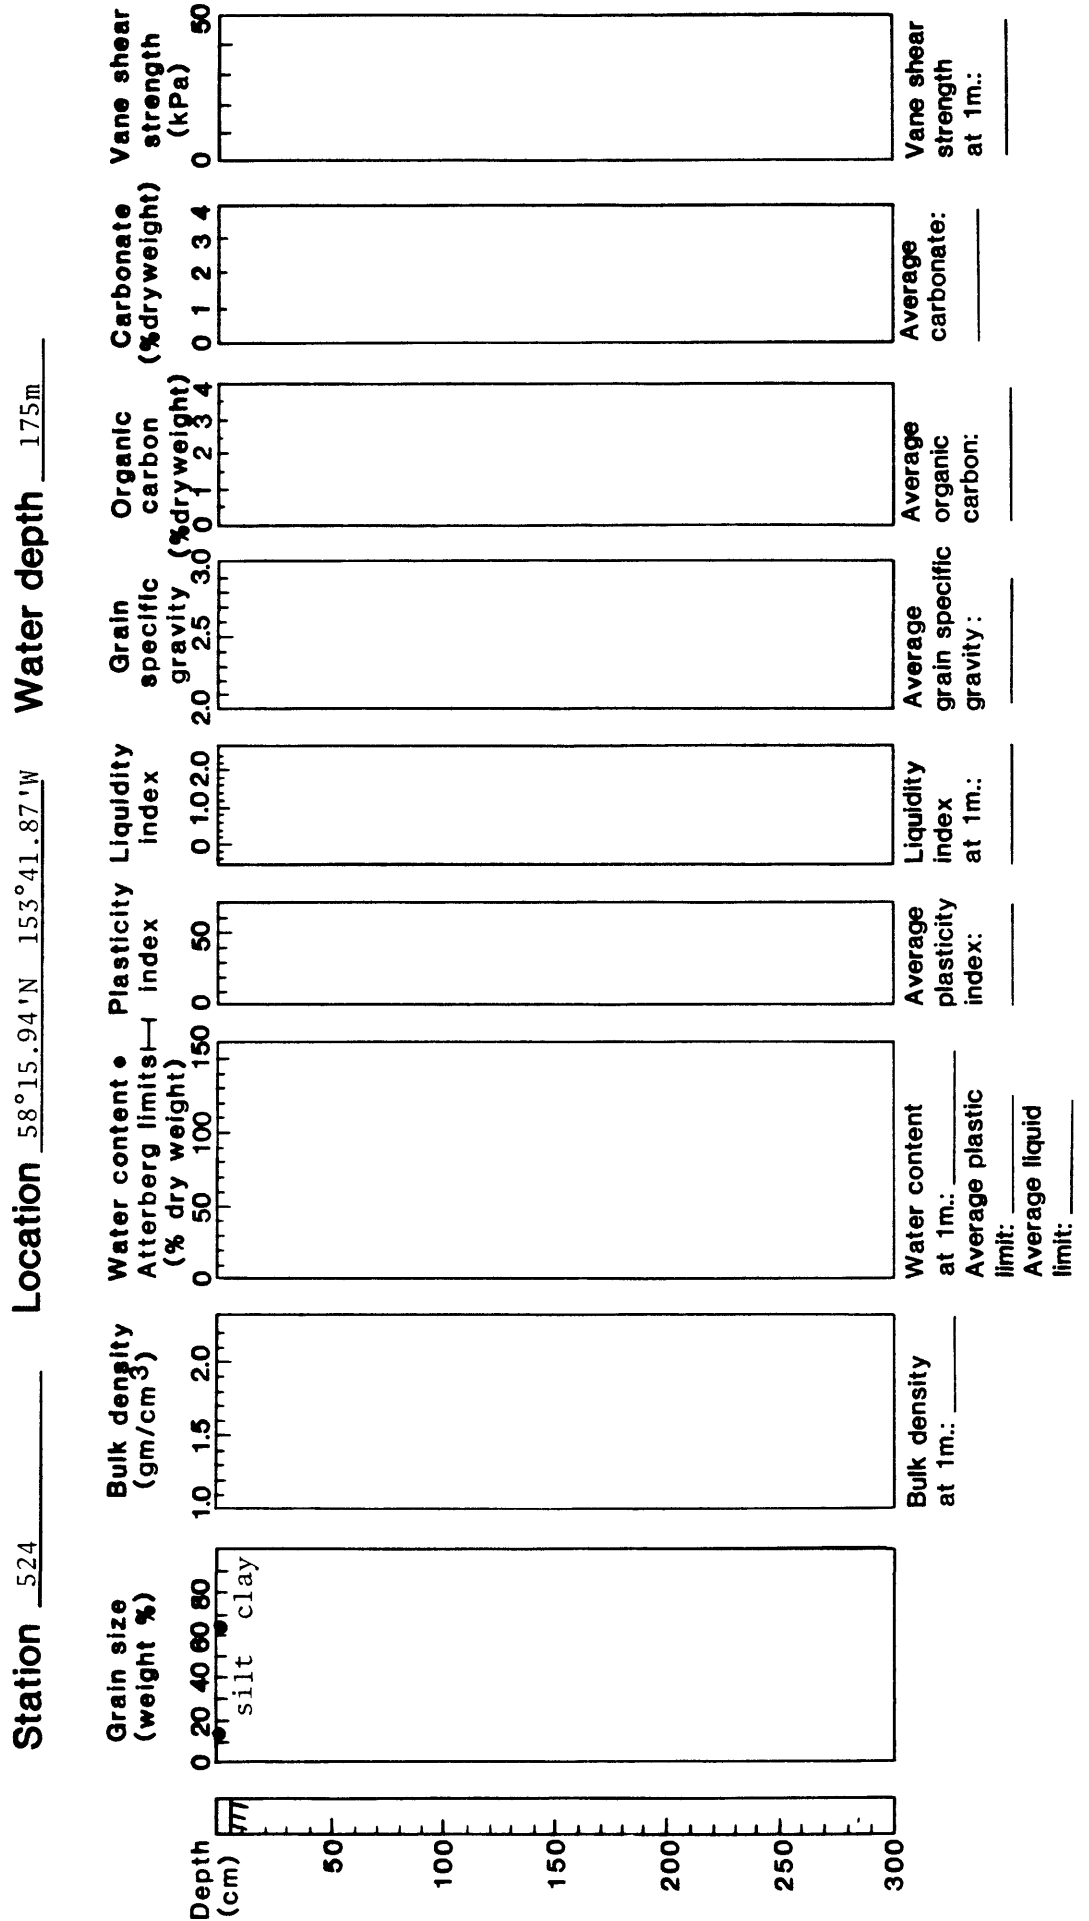 Station 524 Location 58°15.94'N 153°41.87'W Water depth 175m
Depth
(cm)
50
100
150
200
250
300
Grain size
(weight %)
0 20 40 60 80
silt clay
Bulk density
(gm/cm3)
1.0 1.5 2.0
Bulk density
at 1m.:
Water content •
Atterberg limits
(% dry weight)
0 50 100 150
Water content
at 1m.:
Average plastic
limit:
Average liquid
limit:
Plasticity
index
0 50
Average
plasticity
index:
Liquidity
index
0 1.0 2.0
Liquidity
index
at 1m.:
Grain
specific
gravity
2.0 2.5 3.0
Average
grain specific
gravity:
Organic
carbon
(%dryweight)
0 1 2 3 4
Average
organic
carbon:
Carbonate
(%dryweight)
0 1 2 3 4
Average
carbonate:
Vane shear
strength
(kPa)
0 50
Vane shear
strength
at 1m.: